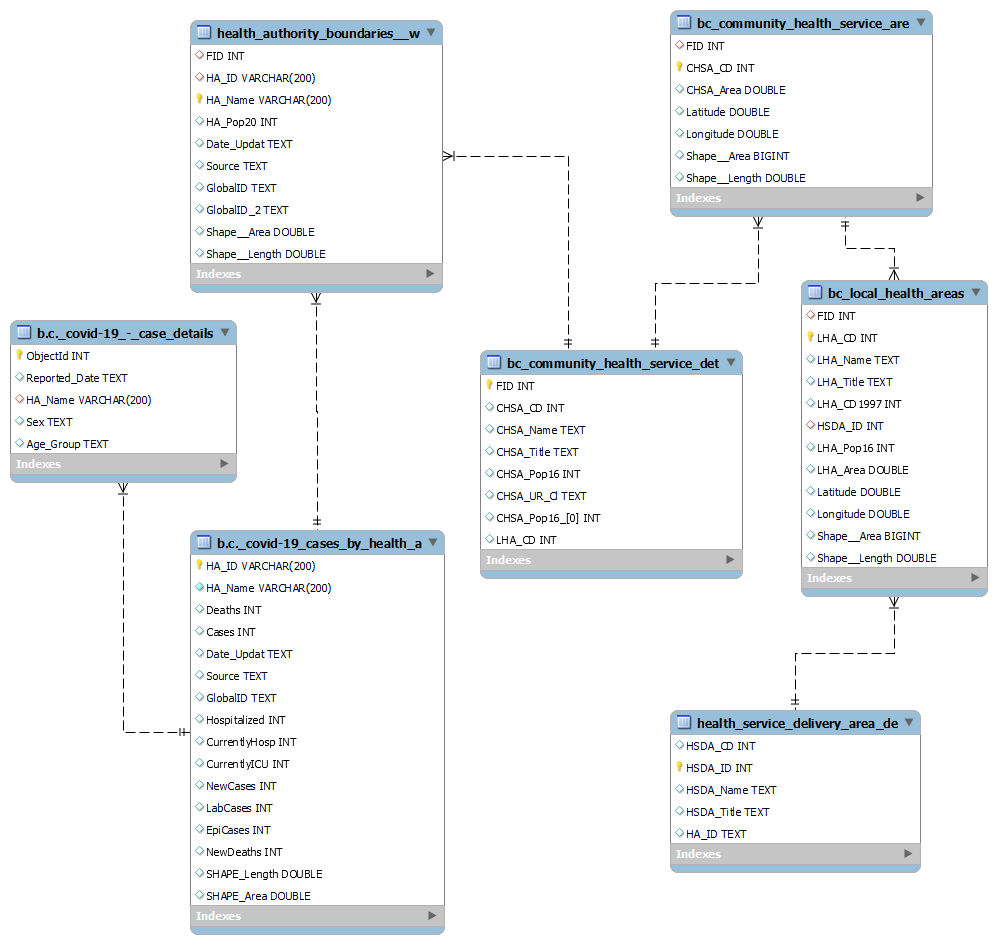 health_authority_boundaries__w
FID INT
HA_ID VARCHAR(200)
HA_Name VARCHAR(200)
HA_Pop20 INT
Date_Updat TEXT
Source TEXT
GlobalID TEXT
GlobalID_2 TEXT
Shape__Area DOUBLE
Shape__Length DOUBLE
Indexes
bc_community_health_service_are
FID INT
CHSA_CD INT
CHSA_Area DOUBLE
Latitude DOUBLE
Longitude DOUBLE
Shape__Area BIGINT
Shape__Length DOUBLE
Indexes
b.c._covid-19_-_case_details
ObjectId INT
Reported_Date TEXT
HA_Name VARCHAR(200)
Sex TEXT
Age_Group TEXT
Indexes
bc_community_health_service_det
FID INT
CHSA_CD INT
CHSA_Name TEXT
CHSA_Title TEXT
CHSA_Pop16 INT
CHSA_UR_Cl TEXT
CHSA_Pop16_[0] INT
LHA_CD INT
Indexes
bc_local_health_areas
FID INT
LHA_CD INT
LHA_Name TEXT
LHA_Title TEXT
LHA_CD1997 INT
HSDA_ID INT
LHA_Pop16 INT
LHA_Area DOUBLE
Latitude DOUBLE
Longitude DOUBLE
Shape__Area BIGINT
Shape__Length DOUBLE
Indexes
b.c._covid-19_cases_by_health_a
HA_ID VARCHAR(200)
HA_Name VARCHAR(200)
Deaths INT
Cases INT
Date_Updat TEXT
Source TEXT
GlobalID TEXT
Hospitalized INT
CurrentlyHosp INT
CurrentlyICU INT
NewCases INT
LabCases INT
EpiCases INT
NewDeaths INT
SHAPE_Length DOUBLE
SHAPE_Area DOUBLE
Indexes
health_service_delivery_area_de
HSDA_CD INT
HSDA_ID INT
HSDA_Name TEXT
HSDA_Title TEXT
HA_ID TEXT
Indexes